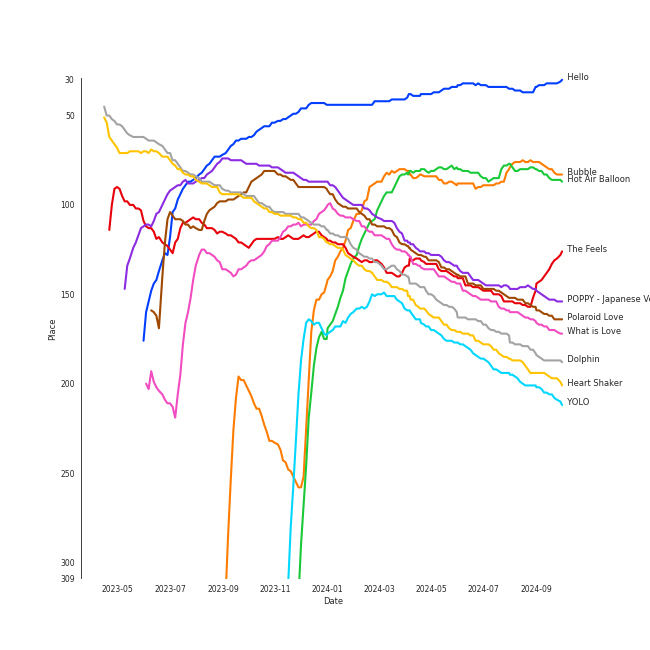 30
50
100
150
200
250
300
309
Place
2023-05
2023-07
2023-09
2023-11
2024-01
2024-03
2024-05
2024-07
2024-09
Date
Hello
Bubble
Hot Air Balloon
The Feels
POPPY - Japanese Ve
Polaroid Love
What is Love
Dolphin
Heart Shaker
YOLO